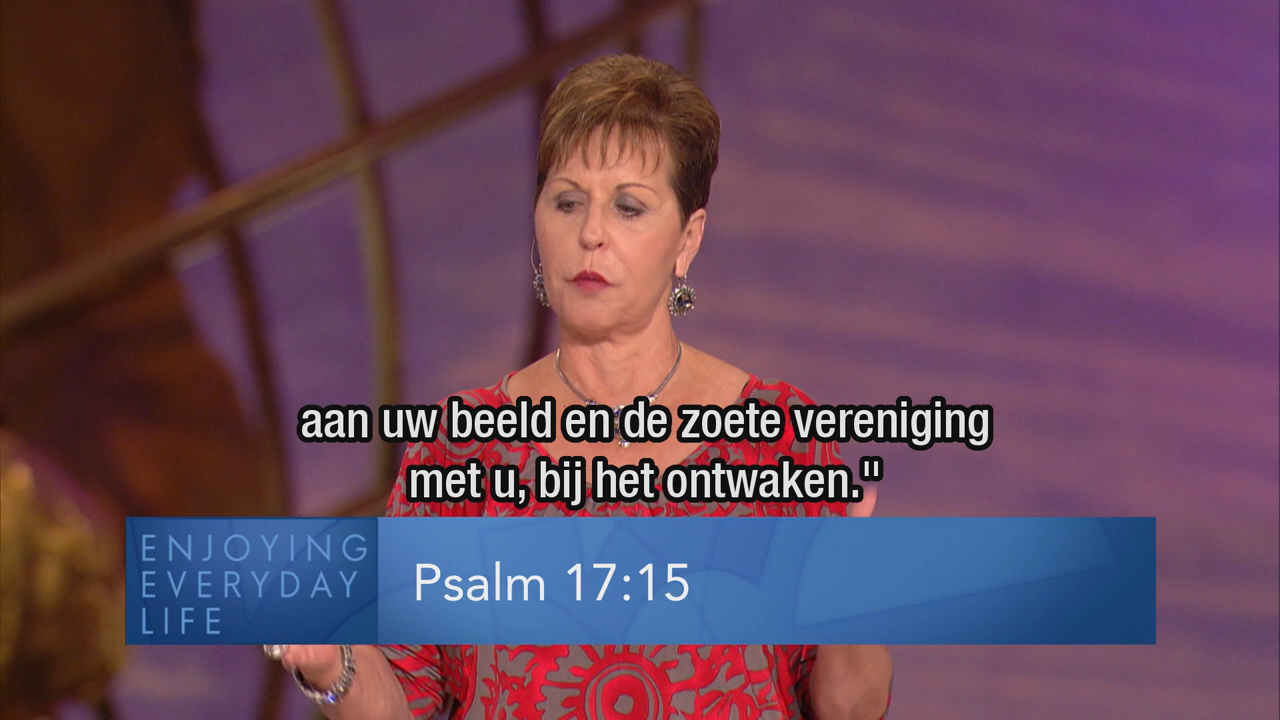 aan uw beeld en de zoete vereniging
met u, bij het ontwaken."
ENJOYING
EVERYDAY
LIFE
Psalm 17:15